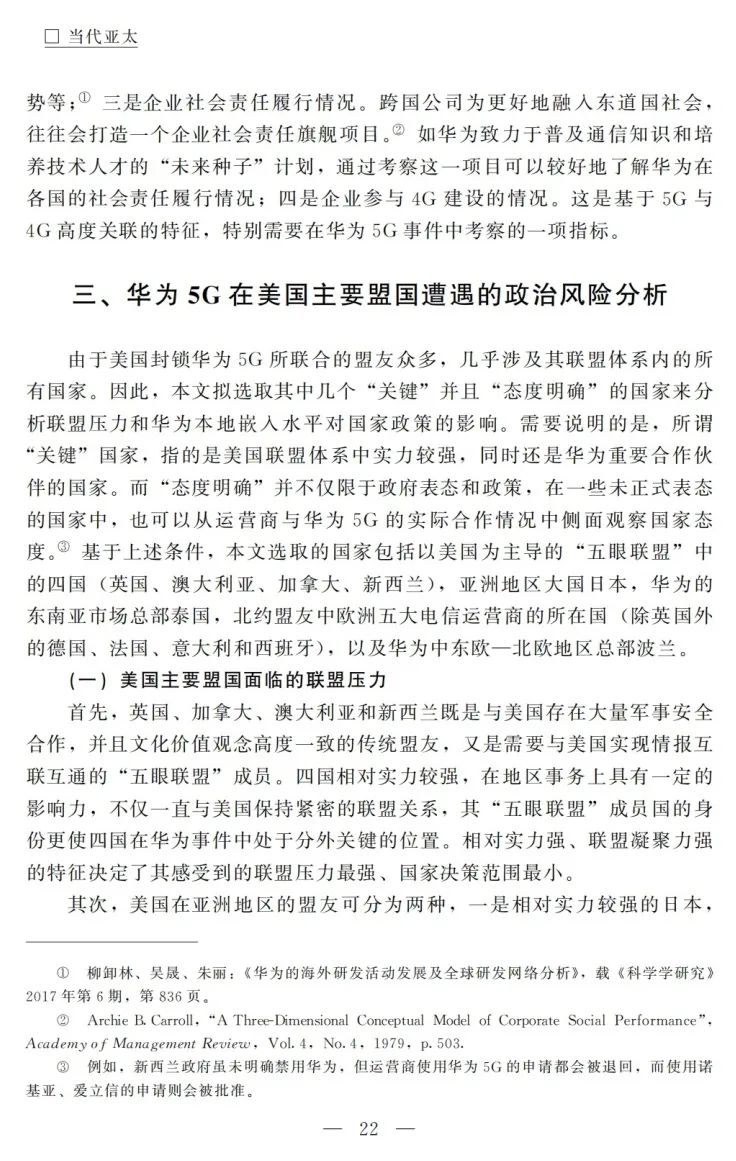 □ 当代亚太
势等;① 三是企业社会责任履行情况。跨国公司为更好地融入东道国社会,
往往会打造一个企业社会责任旗舰项目。② 如华为致力于普及通信知识和培
养技术人才的“未来种子”计划,通过考察这一项目可以较好地了解华为在
各国的社会责任履行情况;四是企业参与 4G 建设的情况。这是基于 5G 与
4G 高度关联的特征,特别需要在华为 5G 事件中考察的一项指标。
三、华为 5G 在美国主要盟国遭遇的政治风险分析
由于美国封锁华为 5G 所联合的盟友众多,几乎涉及其联盟体系内的所
有国家。因此,本文拟选取其中几个“关键”并且“态度明确”的国家来分
析联盟压力和华为本地嵌入水平对国家政策的影响。需要说明的是,所谓
“关键”国家,指的是美国联盟体系中实力较强,同时还是华为重要合作伙
伴的国家。而“态度明确”并不仅限于政府表态和政策,在一些未正式表态
的国家中,也可以从运营商与华为 5G 的实际合作情况中侧面观察国家态
度。③ 基于上述条件,本文选取的国家包括以美国为主导的“五眼联盟”中
的四国(英国、澳大利亚、加拿大、新西兰),亚洲地区大国日本,华为的
东南亚市场总部泰国,北约盟友中欧洲五大电信运营商的所在国(除英国外
的德国、法国、意大利和西班牙),以及华为中东欧—北欧地区总部波兰。
(一)美国主要盟国面临的联盟压力
首先,英国、加拿大、澳大利亚和新西兰既是与美国存在大量军事安全
合作,并且文化价值观念高度一致的传统盟友,又是需要与美国实现情报互
联互通的“五眼联盟”成员。四国相对实力较强,在地区事务上具有一定的
影响力,不仅一直与美国保持紧密的联盟关系,其“五眼联盟”成员国的身
份更使四国在华为事件中处于分外关键的位置。相对实力强、联盟凝聚力强
的特征决定了其感受到的联盟压力最强、国家决策范围最小。
其次,美国在亚洲地区的盟友可分为两种,一是相对实力较强的日本,
① 柳卸林、吴晟、朱丽:《华为的海外研发活动发展及全球研发网络分析》,载《科学学研究》
2017 年第 6 期,第 836 页。
② Archie B. Carroll, “A Three-Dimensional Conceptual Model of Corporate Social Performance”,
Academy of Management Review, Vol. 4, No. 4, 1979, p. 503.
③ 例如,新西兰政府虽未明确禁用华为,但运营商使用华为 5G 的申请都会被退回,而使用诺
基亚、爱立信的申请则会被批准。
— 22 —